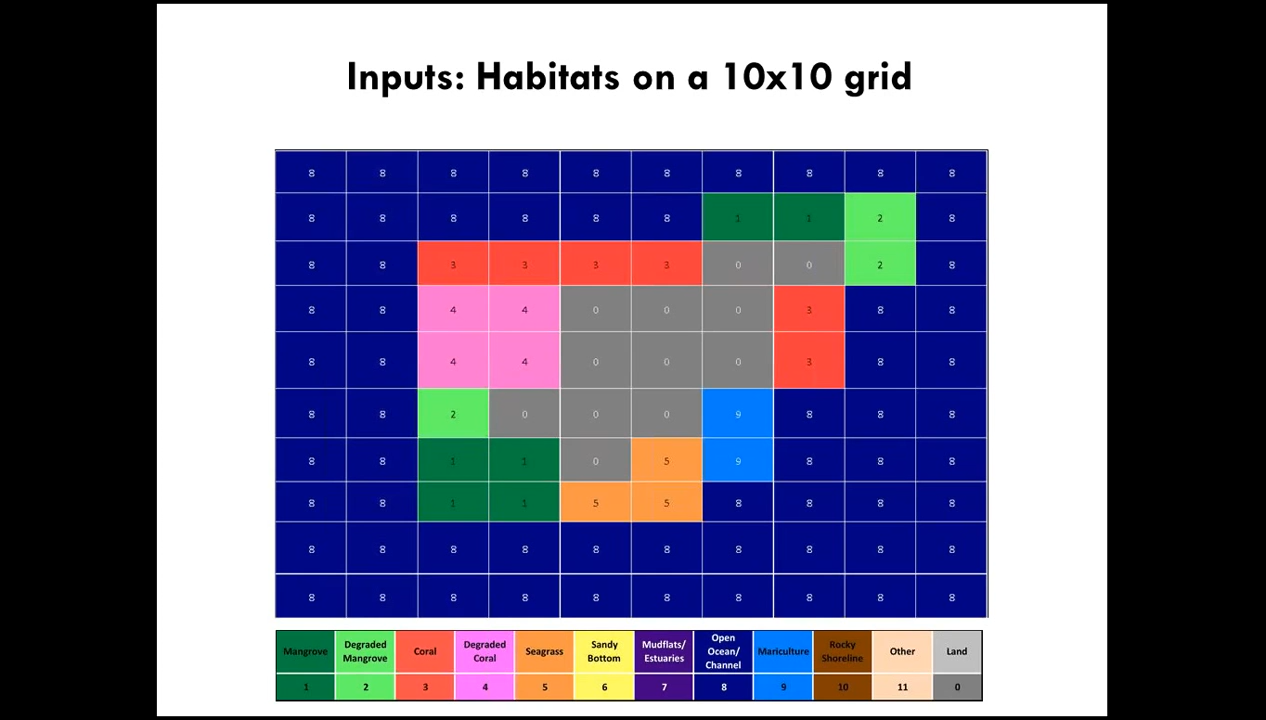 Inputs: Habitats on a 10x10 grid
8 8 8 8 8 8 8 8 8 8
8 8 8 8 8 8 1 1 2 8
8 8 3 3 3 3 0 0 2 8
8 8 4 4 0 0 0 3 8 8
8 8 4 4 0 0 0 3 8 8
8 8 2 0 0 0 9 8 8 8
8 8 1 1 0 5 9 8 8 8
8 8 1 1 5 5 8 8 8 8
8 8 8 8 8 8 8 8 8 8
8 8 8 8 8 8 8 8 8 8
Mangrove
Degraded
Mangrove
Coral
Degraded
Coral
Seagrass
Sandy
Bottom
Mudflats/
Estuaries
Open
Ocean/
Channel
Mariculture
Rocky
Shoreline
Other
Land
1 2 3 4 5 6 7 8 9 10 11 0